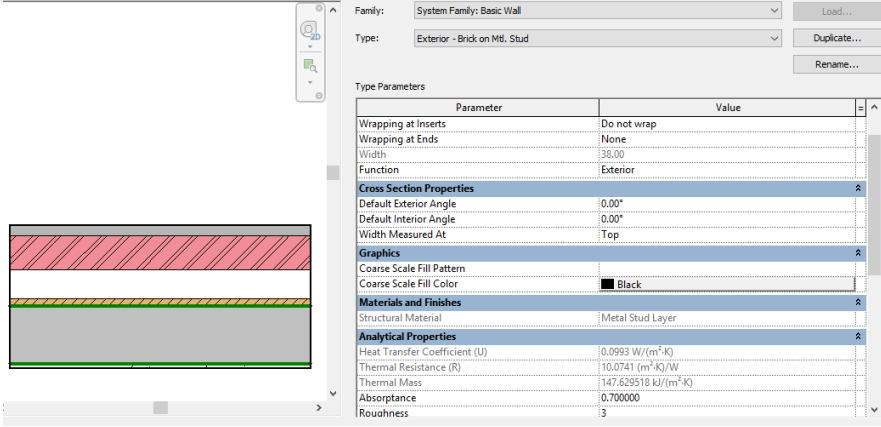 Family: System Family: Basic Wall Load...
2D
Type: Exterior - Brick on Mtl. Stud Duplicate...
Rename...
Type Parameters
Parameter Value =
Wrapping at Inserts Do not wrap
Wrapping at Ends None
Width 38.00
Function Exterior
Cross Section Properties
Default Exterior Angle 0.00°
Default Interior Angle 0.00°
Width Measured At Top
Graphics
Coarse Scale Fill Pattern
Coarse Scale Fill Color Black
Materials and Finishes
Structural Material Metal Stud Layer
Analytical Properties
Heat Transfer Coefficient (U) 0.0993 W/(m²·K)
Thermal Resistance (R) 10.0741 (m²·K)/W
Thermal Mass 147.629518 kJ/(m²·K)
Absorptance 0.700000
Roughness 3